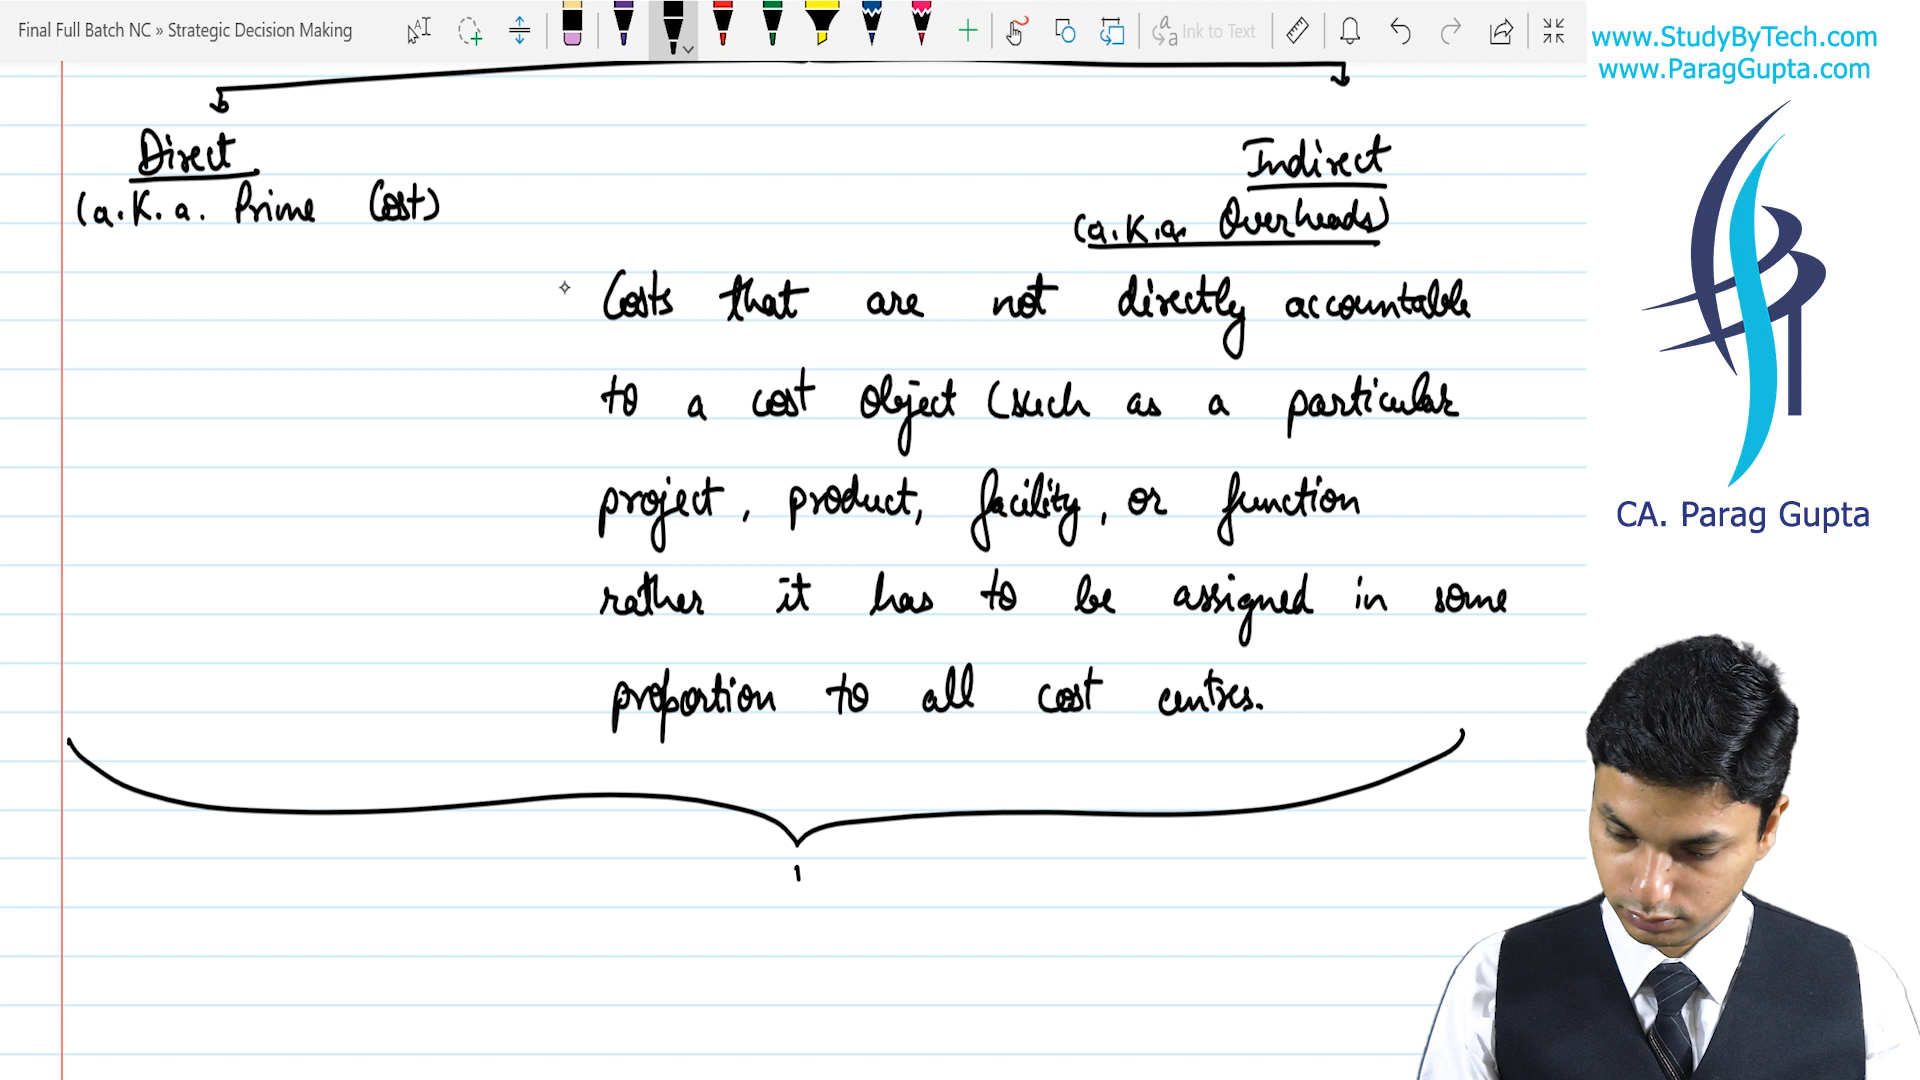 Final Full Batch NC » Strategic Decision Making
Ink to Text
www.StudyByTech.com
www.ParagGupta.com
Direct
(a.K.a. Prime Cost)
Indirect
(a.K.a. Overheads)
Costs that are not directly accountable
to a cost object (such as a particular
project, product, facility, or function
rather it has to be assigned in some
proportion to all cost centres.
CA. Parag Gupta